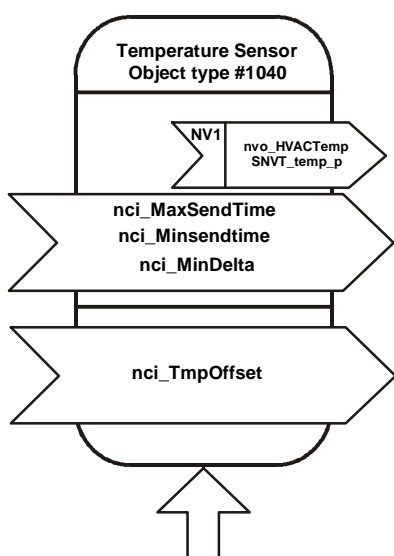 Temperature Sensor
Object type #1040
NV1
nvo_HVACTemp
SNVT_temp_p
nci_MaxSendTime
nci_Minsendtime
nci_MinDelta
nci_TmpOffset